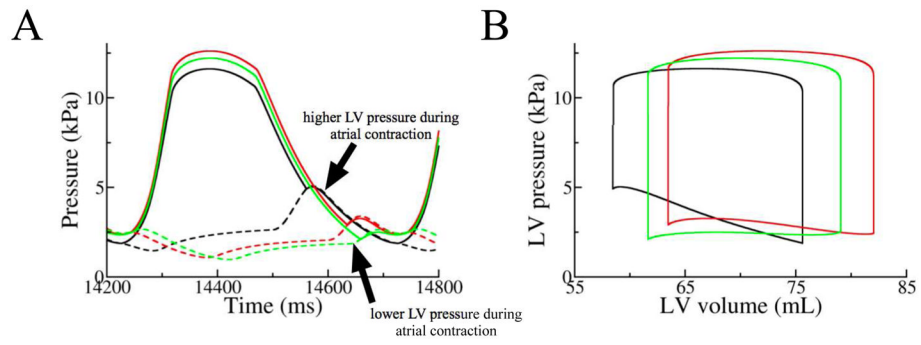 A
B
10
5
0
Pressure (kPa)
higher LV pressure during
atrial contraction
14200
14400
14600
14800
Time (ms)
lower LV pressure during
atrial contraction
10
5
0
LV pressure (kPa)
55
65
75
85
LV volume (mL)